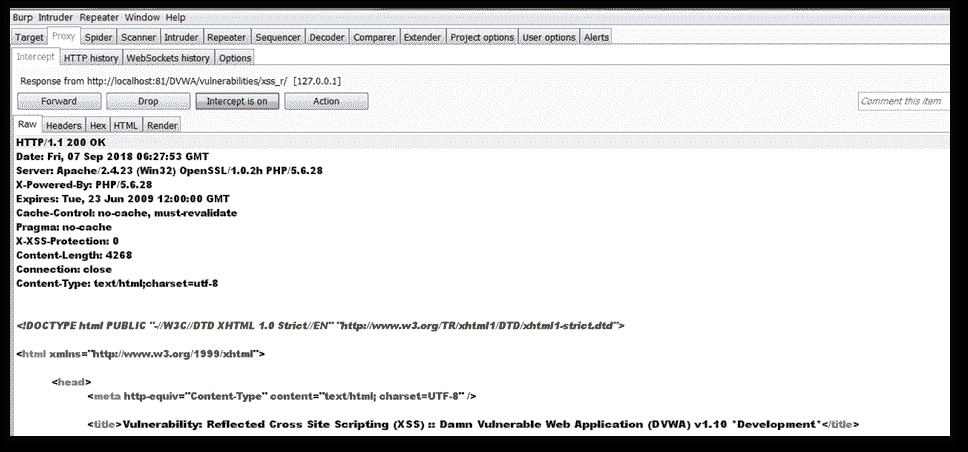 Burp Intruder Repeater Window Help
Target Proxy Spider Scanner Intruder Repeater Sequencer Decoder Comparer Extender Project options User options Alerts
Intercept HTTP history WebSockets history Options
Response from http://localhost:81/DVWA/vulnerabilities/xss_r/ [127.0.0.1]
Forward Drop Intercept is on Action Comment this item
Raw Headers Hex HTML Render
HTTP/1.1 200 OK
Date: Fri, 07 Sep 2018 06:27:53 GMT
Server: Apache/2.4.23 (Win32) OpenSSL/1.0.2h PHP/5.6.28
X-Powered-By: PHP/5.6.28
Expires: Tue, 23 Jun 2009 12:00:00 GMT
Cache-Control: no-cache, must-revalidate
Pragma: no-cache
X-XSS-Protection: 0
Content-Length: 4268
Connection: close
Content-Type: text/html;charset=utf-8
<!DOCTYPE html PUBLIC "-//W3C//DTD XHTML 1.0 Strict//EN" "http://www.w3.org/TR/xhtml1/DTD/xhtml1-strict.dtd">
<html xmlns="http://www.w3.org/1999/xhtml">
<head>
<meta http-equiv="Content-Type" content="text/html; charset=UTF-8" />
<title>Vulnerability: Reflected Cross Site Scripting (XSS) :: Damn Vulnerable Web Application (DVWA) v1.10 *Development*</title>